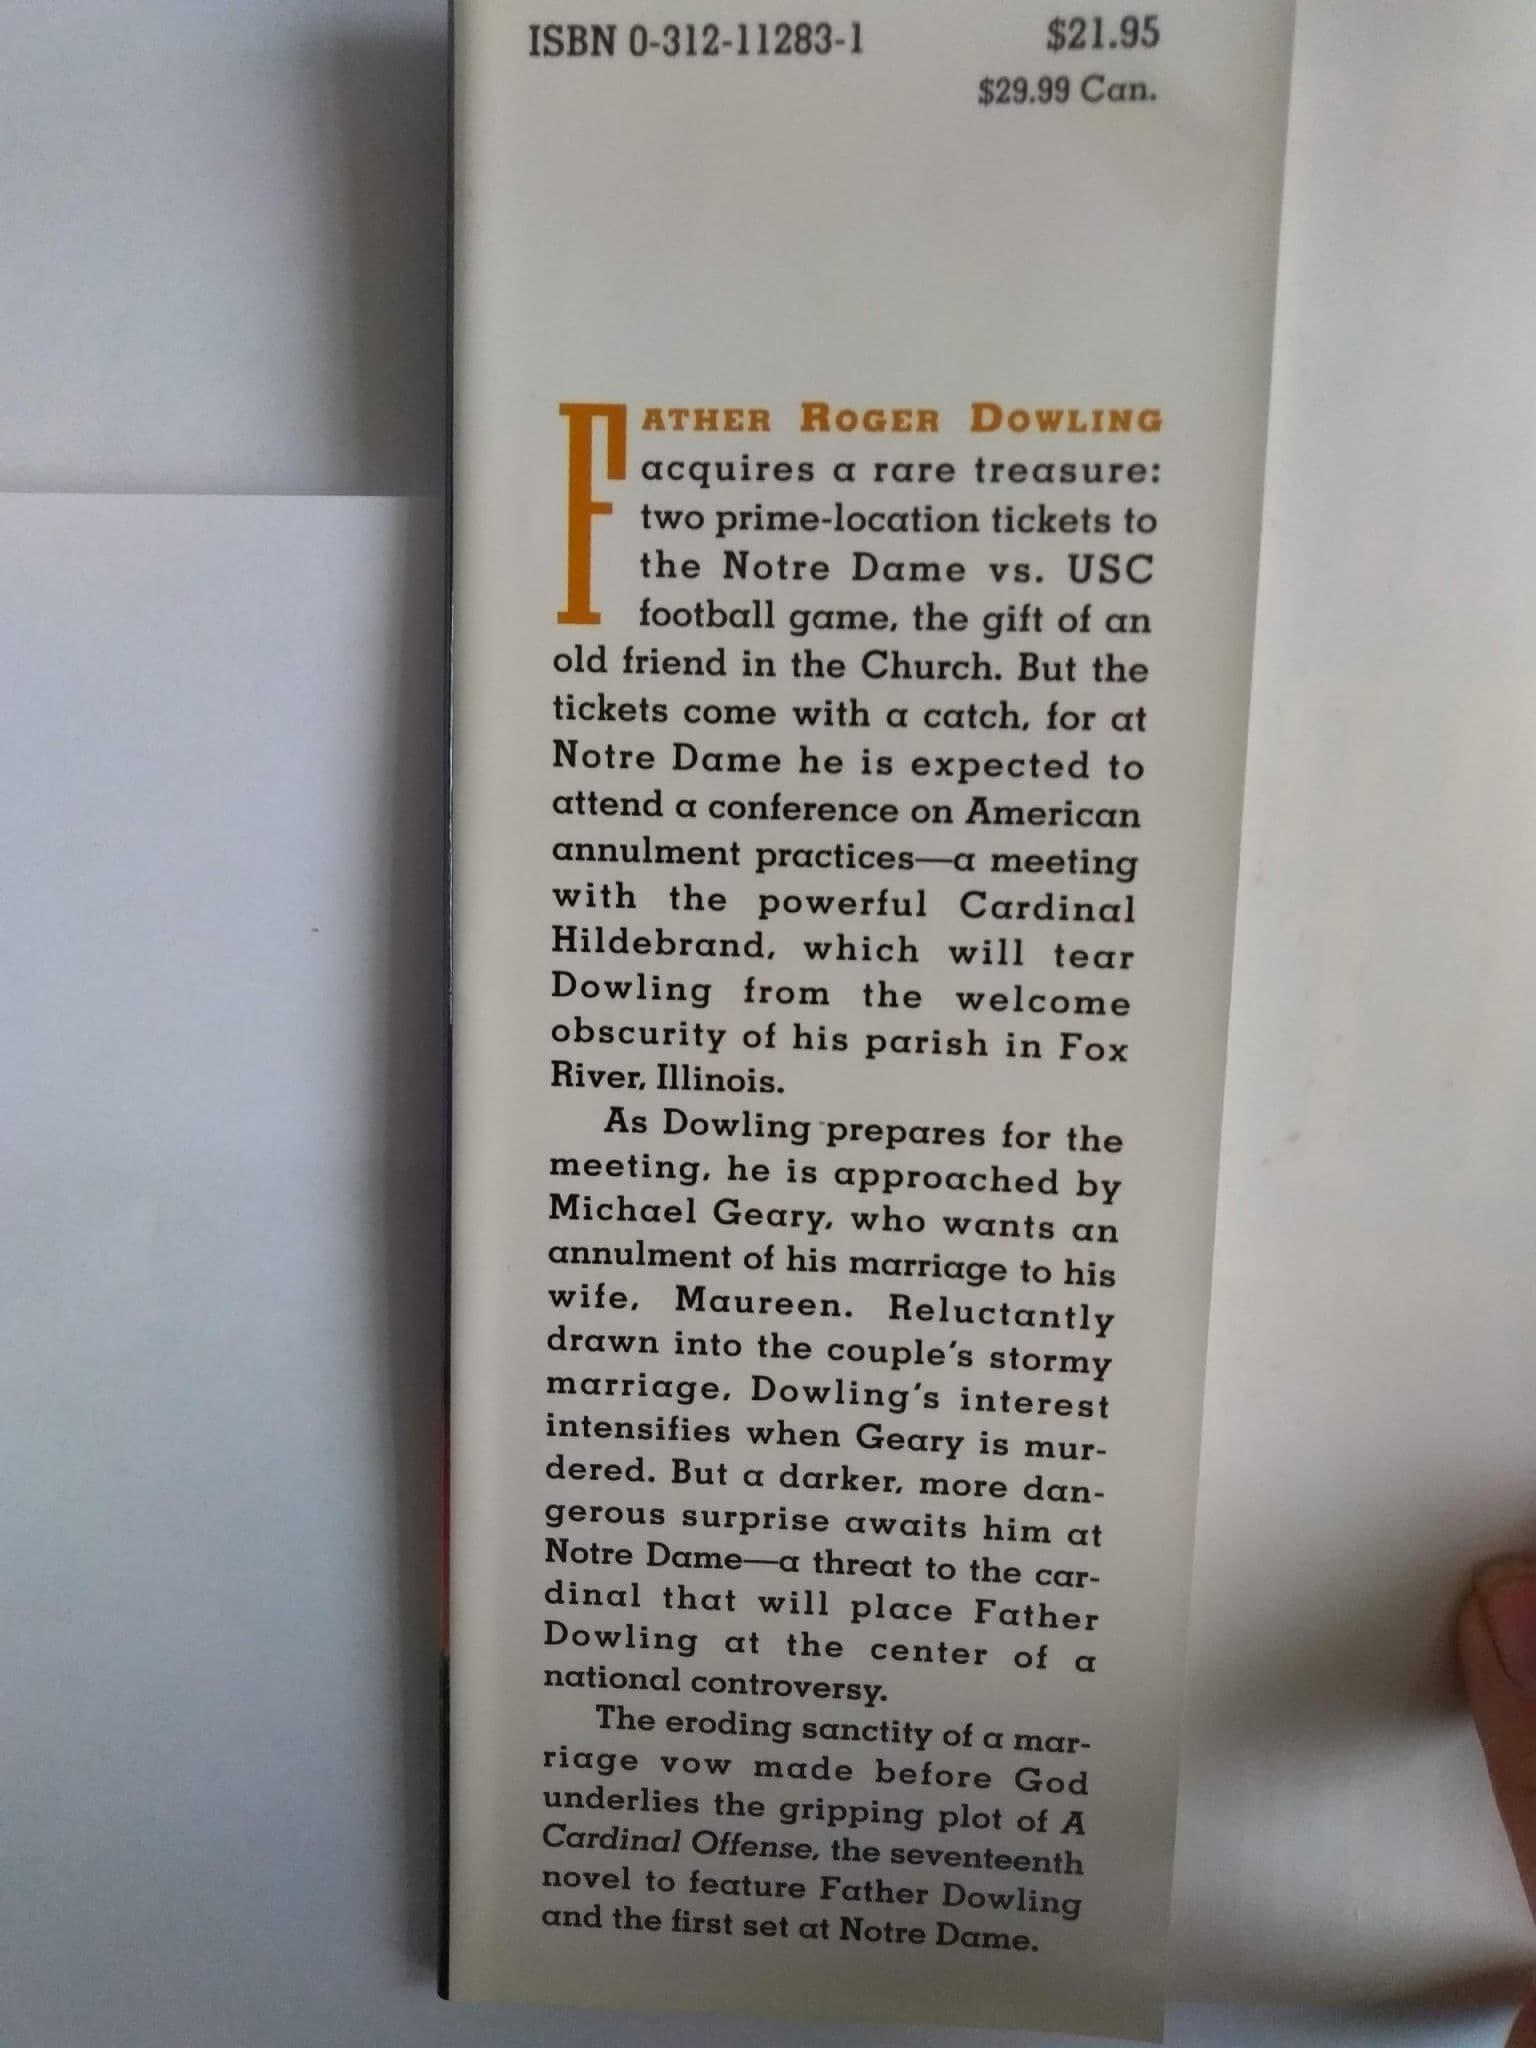 ISBN 0-312-11283-1 $21.95
$29.99 Can.
FATHER ROGER DOWLING
acquires a rare treasure:
two prime-location tickets to
the Notre Dame vs. USC
football game, the gift of an
old friend in the Church. But the
tickets come with a catch, for at
Notre Dame he is expected to
attend a conference on American
annulment practices—a meeting
with the powerful Cardinal
Hildebrand, which will tear
Dowling from the welcome
obscurity of his parish in Fox
River, Illinois.
As Dowling prepares for the
meeting, he is approached by
Michael Geary, who wants an
annulment of his marriage to his
wife, Maureen. Reluctantly
drawn into the couple's stormy
marriage, Dowling's interest
intensifies when Geary is mur-
dered. But a darker, more dan-
gerous surprise awaits him at
Notre Dame—a threat to the car-
dinal that will place Father
Dowling at the center of a
national controversy.
The eroding sanctity of a mar-
riage vow made before God
underlies the gripping plot of A
Cardinal Offense, the seventeenth
novel to feature Father Dowling
and the first set at Notre Dame.